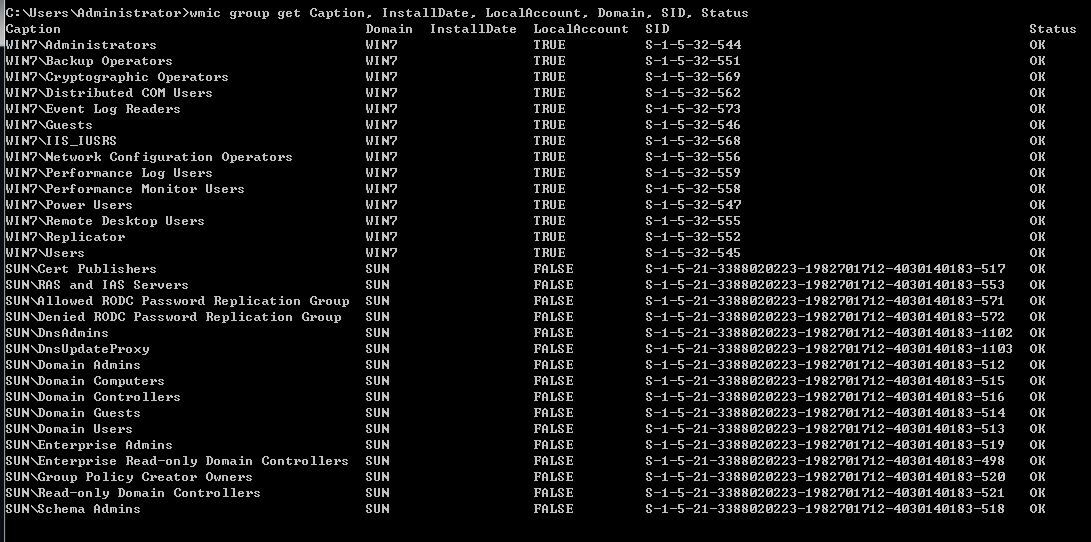 C:\Users\Administrator>wmic group get Caption, InstallDate, LocalAccount, Domain, SID, Status
Caption Domain InstallDate LocalAccount SID Status
WIN7\Administrators WIN7 TRUE S-1-5-32-544 OK
WIN7\Backup Operators WIN7 TRUE S-1-5-32-551 OK
WIN7\Cryptographic Operators WIN7 TRUE S-1-5-32-569 OK
WIN7\Distributed COM Users WIN7 TRUE S-1-5-32-562 OK
WIN7\Event Log Readers WIN7 TRUE S-1-5-32-573 OK
WIN7\Guests WIN7 TRUE S-1-5-32-546 OK
WIN7\IIS_IUSRS WIN7 TRUE S-1-5-32-568 OK
WIN7\Network Configuration Operators WIN7 TRUE S-1-5-32-556 OK
WIN7\Performance Log Users WIN7 TRUE S-1-5-32-559 OK
WIN7\Performance Monitor Users WIN7 TRUE S-1-5-32-558 OK
WIN7\Power Users WIN7 TRUE S-1-5-32-547 OK
WIN7\Remote Desktop Users WIN7 TRUE S-1-5-32-555 OK
WIN7\Replicator WIN7 TRUE S-1-5-32-552 OK
WIN7\Users WIN7 TRUE S-1-5-32-545 OK
SUN\Cert Publishers SUN FALSE S-1-5-21-3388020223-1982701712-4030140183-517 OK
SUN\RAS and IAS Servers SUN FALSE S-1-5-21-3388020223-1982701712-4030140183-553 OK
SUN\Allowed RODC Password Replication Group SUN FALSE S-1-5-21-3388020223-1982701712-4030140183-571 OK
SUN\Denied RODC Password Replication Group SUN FALSE S-1-5-21-3388020223-1982701712-4030140183-572 OK
SUN\DnsAdmins SUN FALSE S-1-5-21-3388020223-1982701712-4030140183-1102 OK
SUN\DnsUpdateProxy SUN FALSE S-1-5-21-3388020223-1982701712-4030140183-1103 OK
SUN\Domain Admins SUN FALSE S-1-5-21-3388020223-1982701712-4030140183-512 OK
SUN\Domain Computers SUN FALSE S-1-5-21-3388020223-1982701712-4030140183-515 OK
SUN\Domain Controllers SUN FALSE S-1-5-21-3388020223-1982701712-4030140183-516 OK
SUN\Domain Guests SUN FALSE S-1-5-21-3388020223-1982701712-4030140183-514 OK
SUN\Domain Users SUN FALSE S-1-5-21-3388020223-1982701712-4030140183-513 OK
SUN\Enterprise Admins SUN FALSE S-1-5-21-3388020223-1982701712-4030140183-519 OK
SUN\Enterprise Read-only Domain Controllers SUN FALSE S-1-5-21-3388020223-1982701712-4030140183-498 OK
SUN\Group Policy Creator Owners SUN FALSE S-1-5-21-3388020223-1982701712-4030140183-520 OK
SUN\Read-only Domain Controllers SUN FALSE S-1-5-21-3388020223-1982701712-4030140183-521 OK
SUN\Schema Admins SUN FALSE S-1-5-21-3388020223-1982701712-4030140183-518 OK